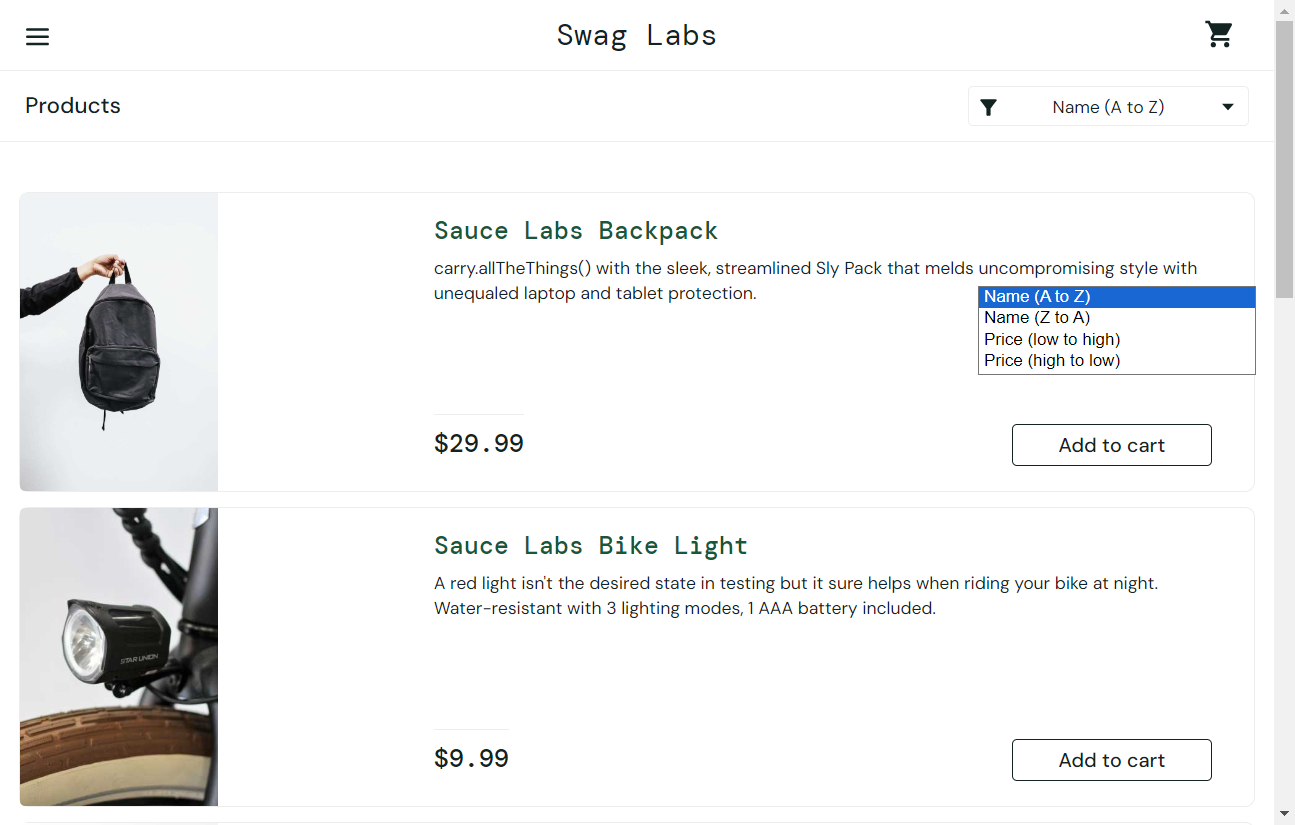 Swag Labs
Products
Name (A to Z)
Sauce Labs Backpack
carry.allTheThings() with the sleek, streamlined Sly Pack that melds uncompromising style with
unequaled laptop and tablet protection.
Name (A to Z)
Name (Z to A)
Price (low to high)
Price (high to low)
$29.99
Add to cart
Sauce Labs Bike Light
A red light isn't the desired state in testing but it sure helps when riding your bike at night.
Water-resistant with 3 lighting modes, 1 AAA battery included.
STAR UNION
$9.99
Add to cart